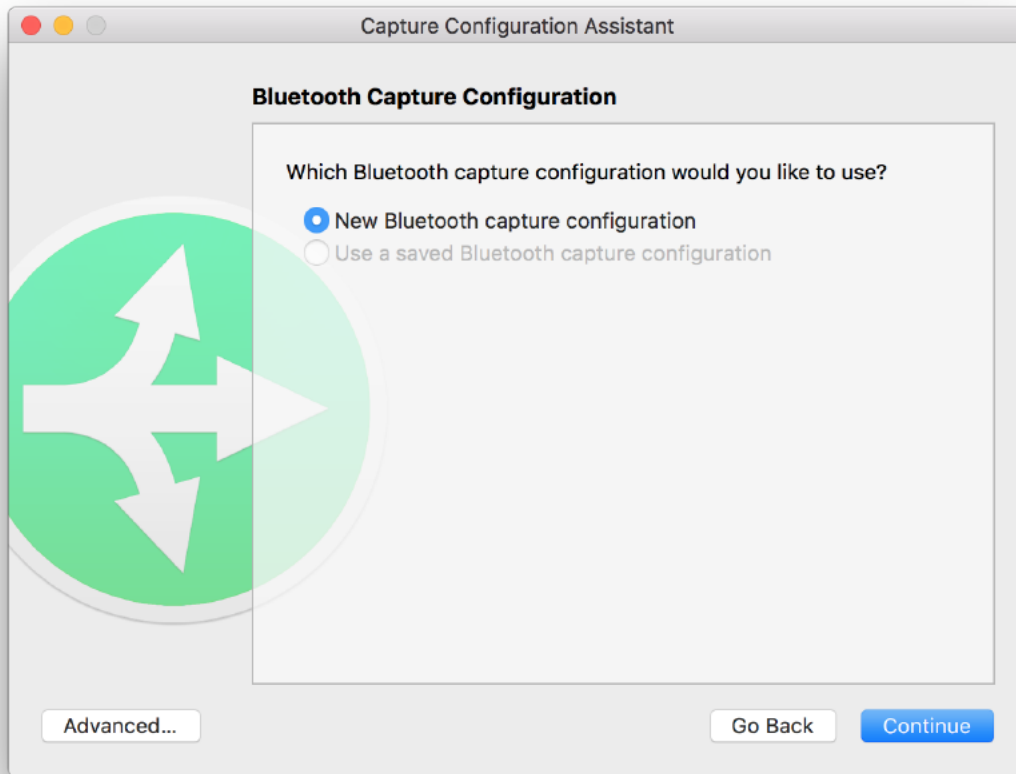 Capture Configuration Assistant
Bluetooth Capture Configuration
Which Bluetooth capture configuration would you like to use?
New Bluetooth capture configuration
Use a saved Bluetooth capture configuration
Advanced...
Go Back
Continue